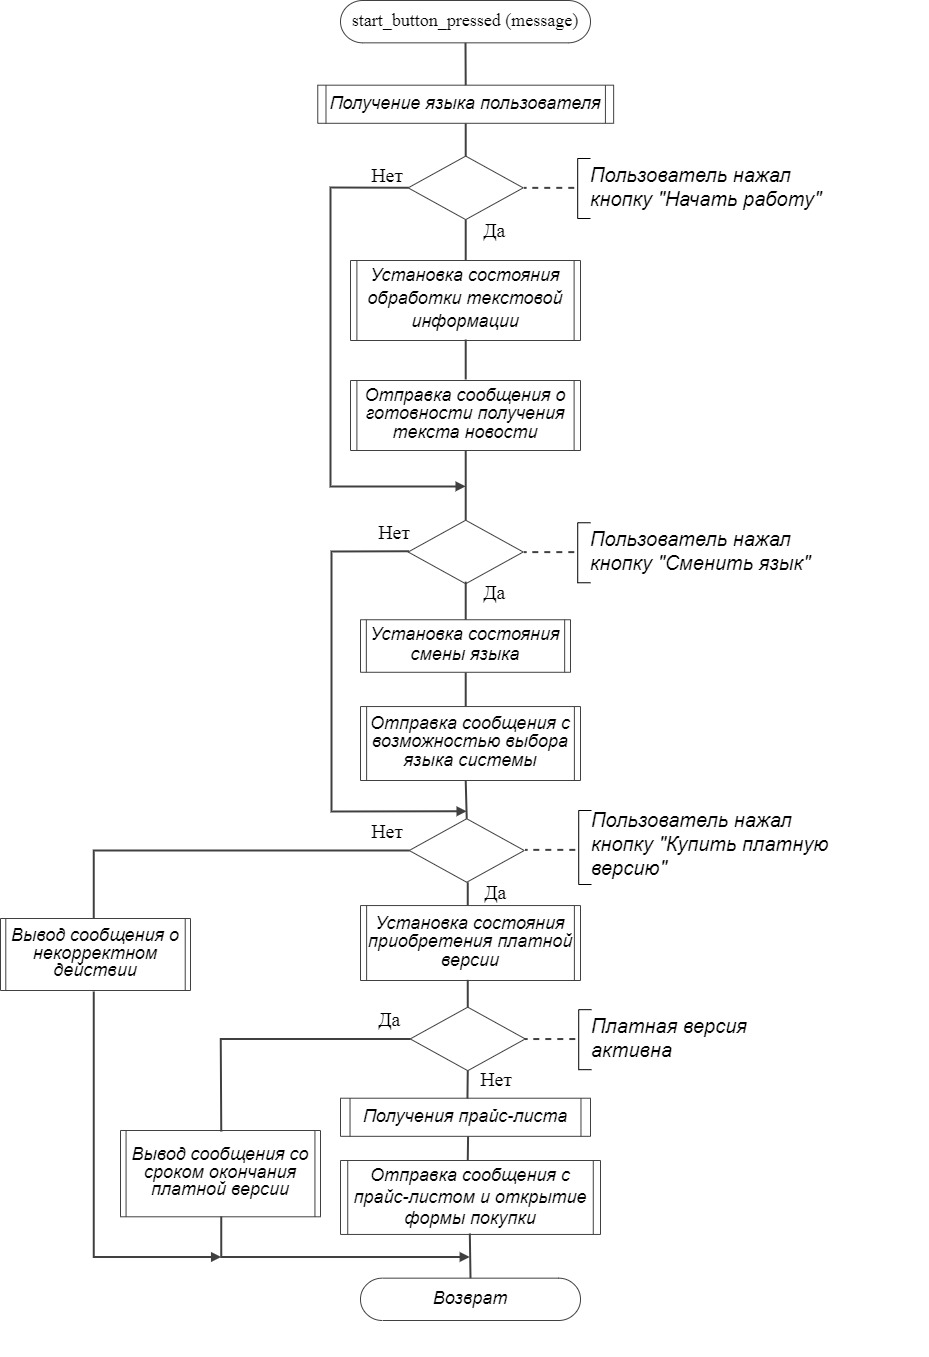 start_button_pressed (message)
Получение языка пользователя
Нет
Пользователь нажал
кнопку "Начать работу"
Да
Установка состояния
обработки текстовой
информации
Отправка сообщения о
готовности получения
текста новости
Нет
Пользователь нажал
кнопку "Сменить язык"
Да
Установка состояния
смены языка
Отправка сообщения с
возможностью выбора
языка системы
Нет
Пользователь нажал
кнопку "Купить платную
версию"
Да
Вывод сообщения о
некорректном
действии
Установка состояния
приобретения платной
версии
Да
Платная версия
активна
Нет
Получения прайс-листа
Вывод сообщения со
сроком окончания
платной версии
Отправка сообщения с
прайс-листом и открытие
формы покупки
Возврат